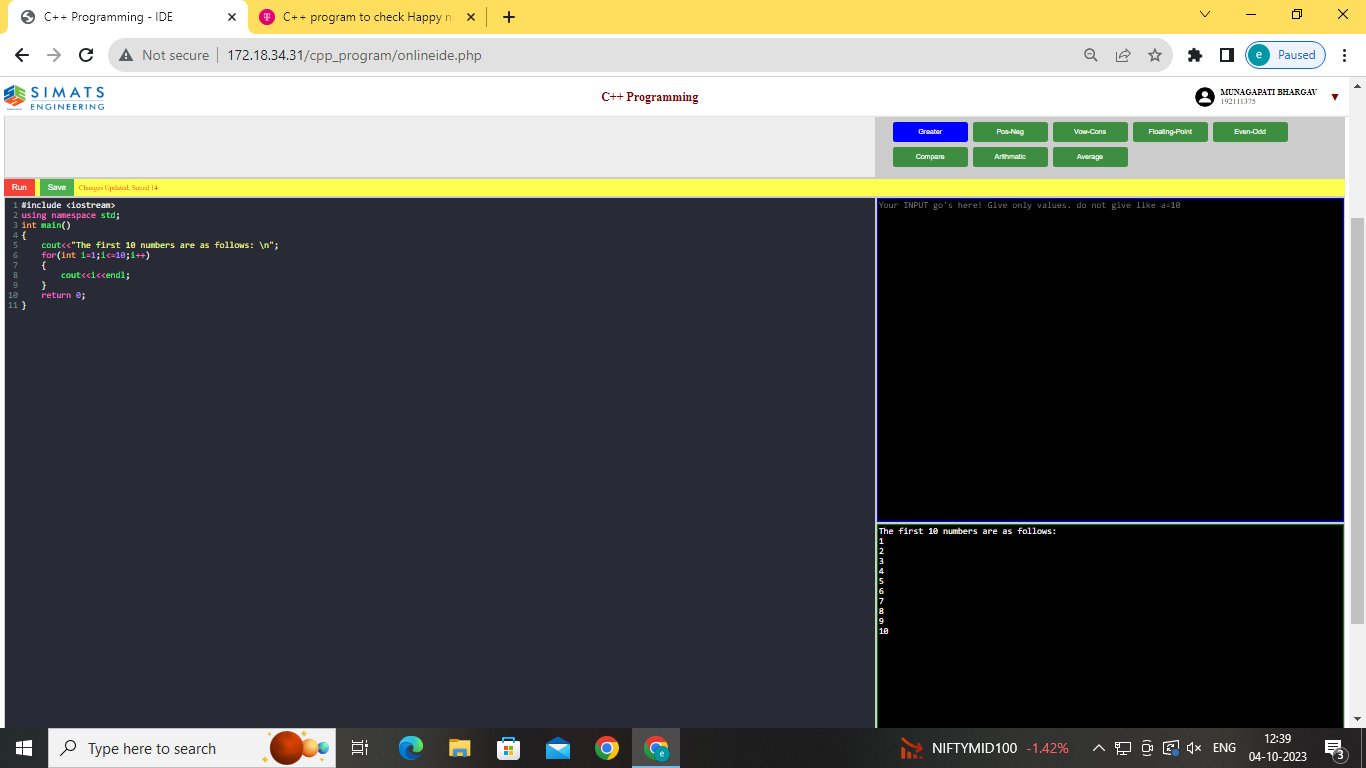 C++ Programming - IDE
C++ program to check Happy n
Not secure
172.18.34.31/cpp_program/onlineide.php
e
Paused
SIMATS
ENGINEERING
C++ Programming
MUNAGAPATI BHARGAV
192111375
Greater
Pos-Neg
Vow-Cons
Floating-Point
Even-Odd
Compare
Arithmatic
Average
Run
Save
Changes Updated, Saved 14
1 #include <iostream>
2 using namespace std;
3 int main()
4 {
5     cout<<"The first 10 numbers are as follows: \n";
6     for(int i=1;i<=10;i++)
7     {
8         cout<<i<<endl;
9     }
10     return 0;
11 }
Your INPUT go's here! Give only values. do not give like a=10
The first 10 numbers are as follows:
1
2
3
4
5
6
7
8
9
10
Type here to search
NIFTYMID100 -1.42%
ENG
12:39
04-10-2023
3